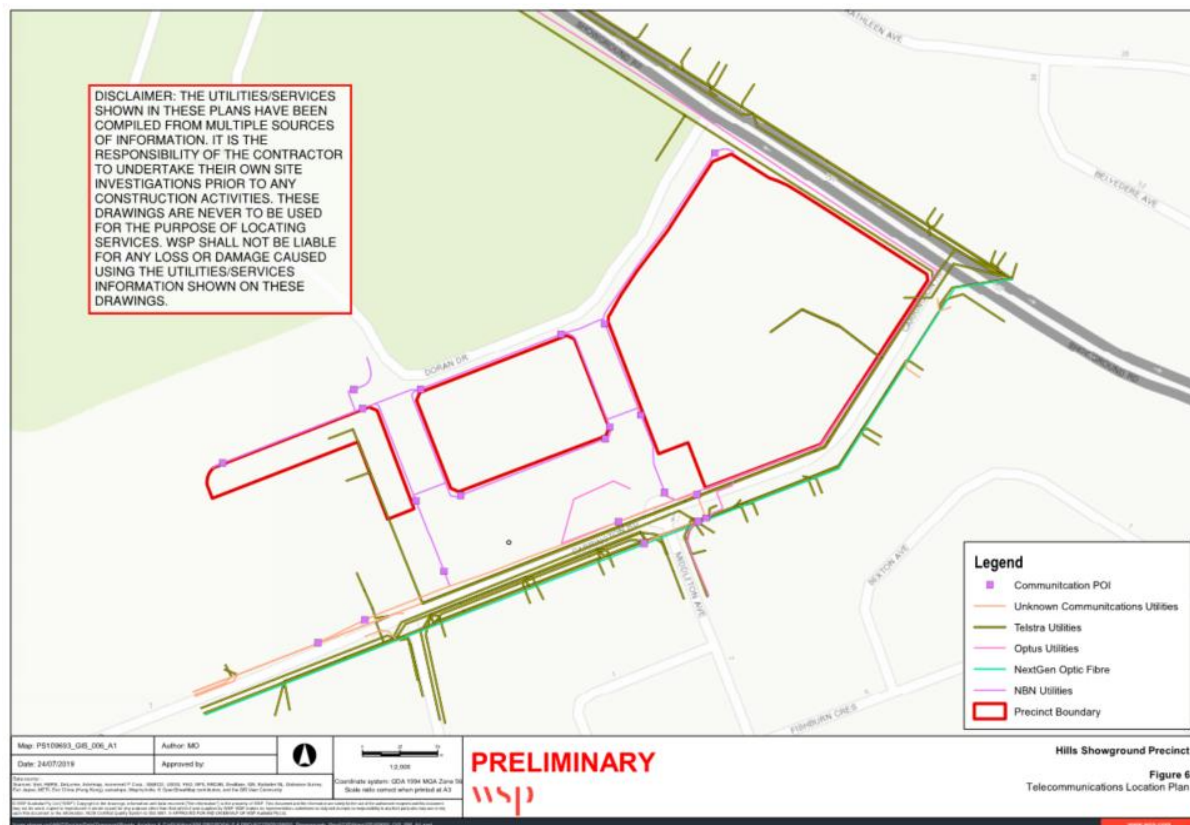 SHOWGROUND RD
KATHLEEN AVE
DISCLAIMER: THE UTILITIES/SERVICES
SHOWN IN THESE PLANS HAVE BEEN
COMPILED FROM MULTIPLE SOURCES
OF INFORMATION. IT IS THE
RESPONSIBILITY OF THE CONTRACTOR
TO UNDERTAKE THEIR OWN SITE
INVESTIGATIONS PRIOR TO ANY
CONSTRUCTION ACTIVITIES. THESE
DRAWINGS ARE NEVER TO BE USED
FOR THE PURPOSE OF LOCATING
SERVICES. WSP SHALL NOT BE LIABLE
FOR ANY LOSS OR DAMAGE CAUSED
USING THE UTILITIES/SERVICES
INFORMATION SHOWN ON THESE
DRAWINGS.
BELVEDERE AVE
SHOWGROUND RD
DORAN DR
MIDDLETON AVE
SEXTON AVE
FISHBURN CRES
Legend
Communitcation POI
Unknown Communitcations Utilities
Telstra Utilities
Optus Utilities
NextGen Optic Fibre
NBN Utilities
Precinct Boundary
Map: PS109693_GIS_006_A1
Author: MO
Date: 24/07/2019
Approved by:
1:2,000
Coordinate system: GDA 1994 MGA Zone 56
Scale ratio correct when printed at A3
PRELIMINARY
wsp
Hills Showground Precinct
Figure 6
Telecommunications Location Plan